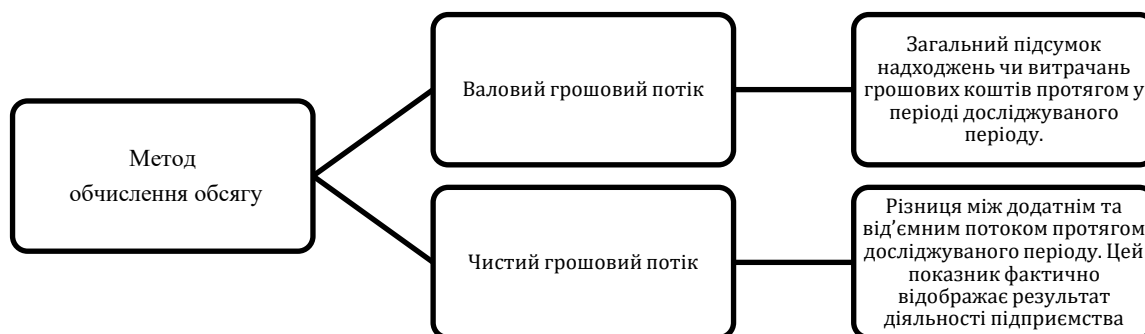 Метод
обчислення обсягу
Валовий грошовий потік
Загальний підсумок
надходжень чи витрачань
грошових коштів протягом у
періоді досліджуваного
періоду.
Чистий грошовий потік
Різниця між додатнім та
від’ємним потоком протягом
досліджуваного періоду. Цей
показник фактично
відображає результат
діяльності підприємства